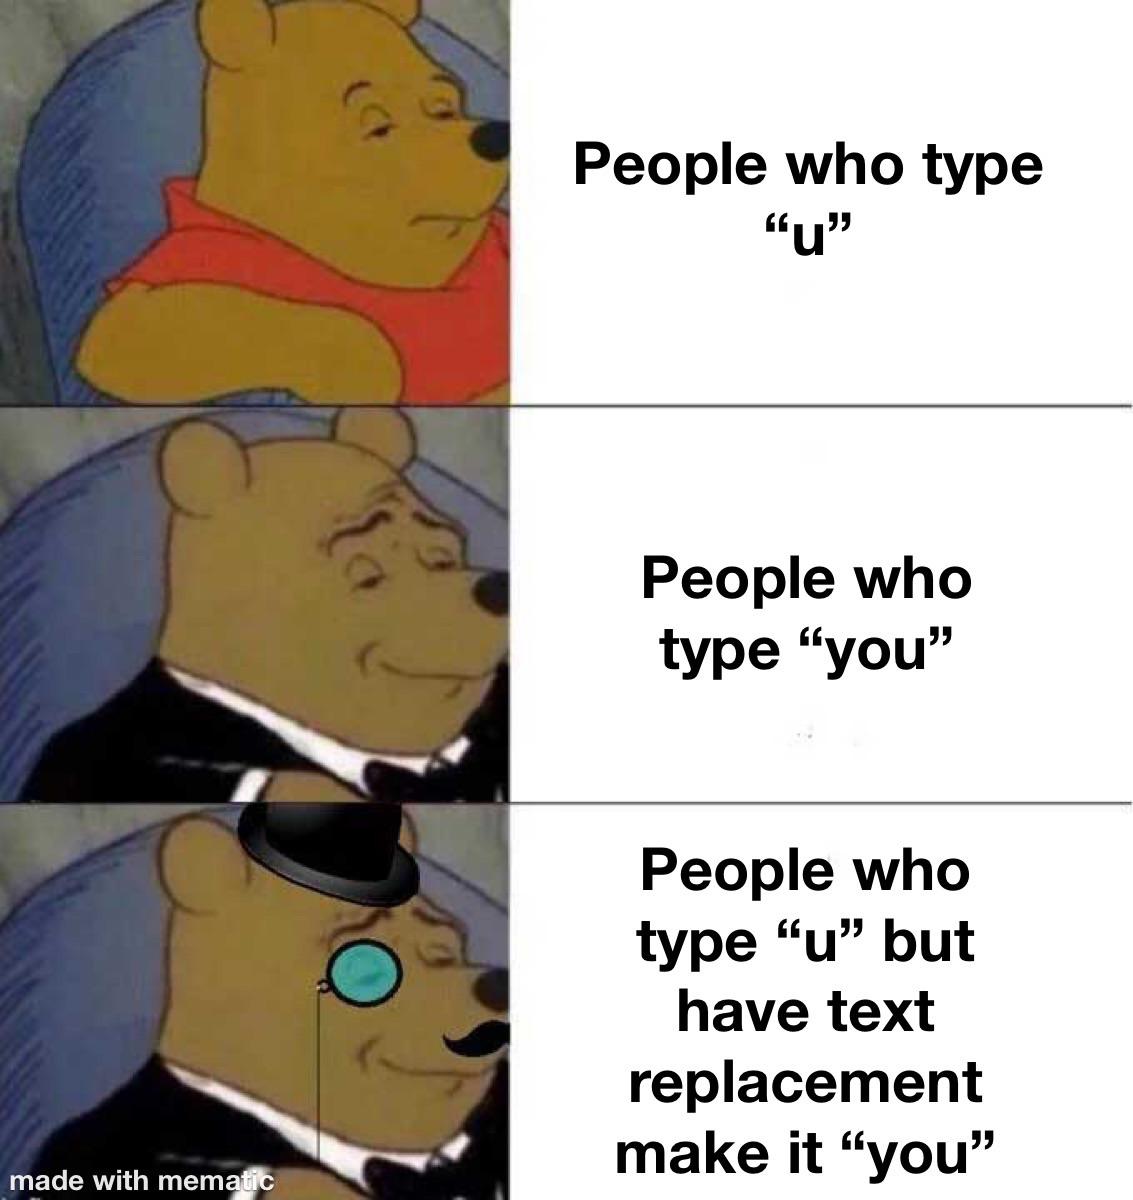 People who type
“u”
People who
type “you”
People who
type “u” but
have text
replacement
make it “you”
made with mematic